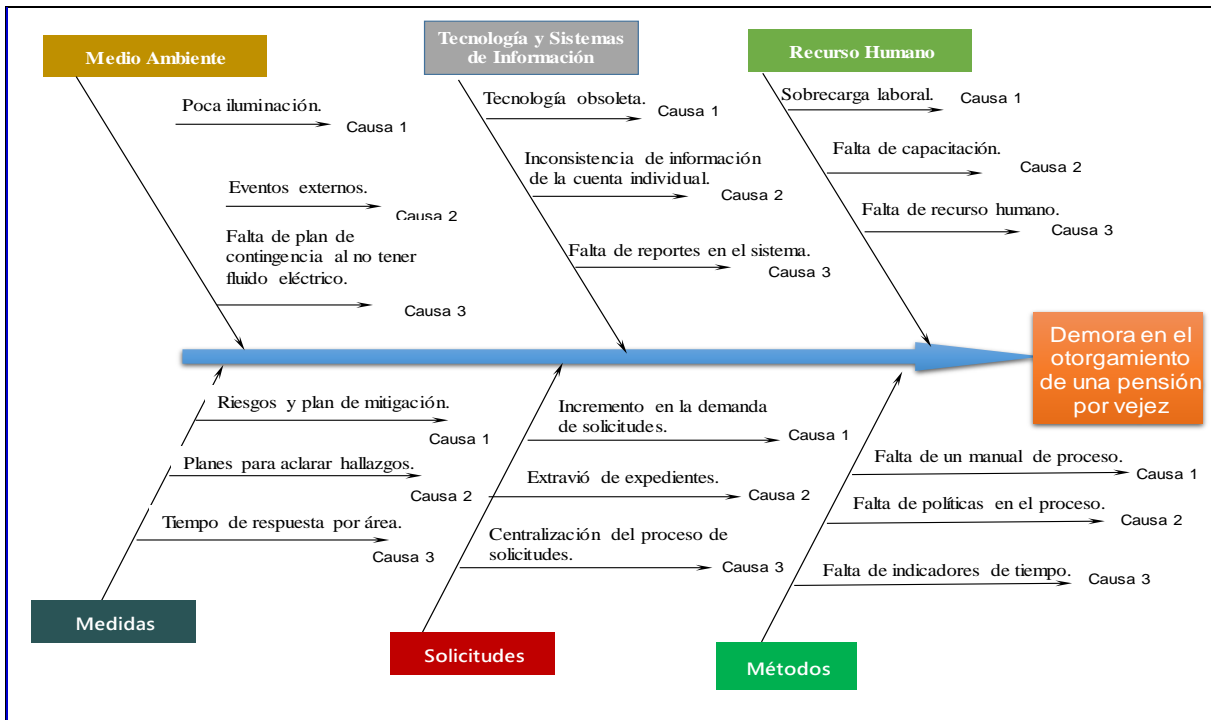 Medio Ambiente
Poca iluminación.
Causa 1
Eventos externos.
Causa 2
Falta de plan de
contingencia al no tener
fluido eléctrico.
Causa 3
Tecnología y Sistemas
de Información
Tecnología obsoleta.
Causa 1
Inconsistencia de información
de la cuenta individual.
Causa 2
Falta de reportes en el sistema.
Causa 3
Recurso Humano
Sobrecarga laboral.
Causa 1
Falta de capacitación.
Causa 2
Falta de recurso humano.
Causa 3
Demora en el
otorgamiento
de una pensión
por vejez
Riesgos y plan de mitigación.
Causa 1
Planes para aclarar hallazgos.
Causa 2
Tiempo de respuesta por área.
Causa 3
Medidas
Incremento en la demanda
de solicitudes.
Causa 1
Extravió de expedientes.
Causa 2
Centralización del proceso de
solicitudes.
Causa 3
Solicitudes
Falta de un manual de proceso.
Causa 1
Falta de políticas en el proceso.
Causa 2
Falta de indicadores de tiempo.
Causa 3
Métodos